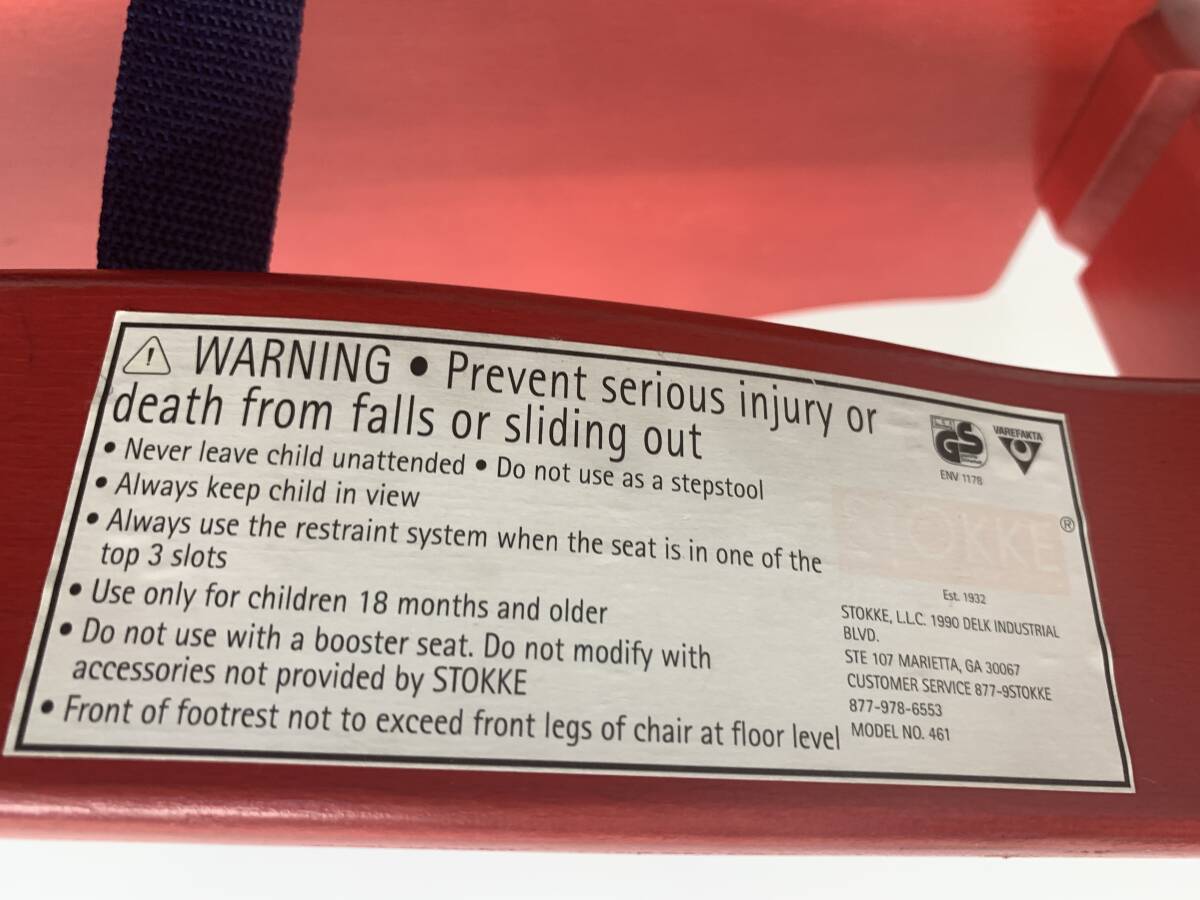 WARNING • Prevent serious injury or
death from falls or sliding out
• Never leave child unattended • Do not use as a stepstool
• Always keep child in view
• Always use the restraint system when the seat is in one of the
top 3 slots
• Use only for children 18 months and older
• Do not use with a booster seat. Do not modify with
accessories not provided by STOKKE
• Front of footrest not to exceed front legs of chair at floor level
GS
ENV 1178
VAREFAKTA
STOKKE®
Est. 1932
STOKKE, L.L.C. 1990 DELK INDUSTRIAL
BLVD.
STE 107 MARIETTA, GA 30067
CUSTOMER SERVICE 877-9STOKKE
877-978-6553
MODEL NO. 461